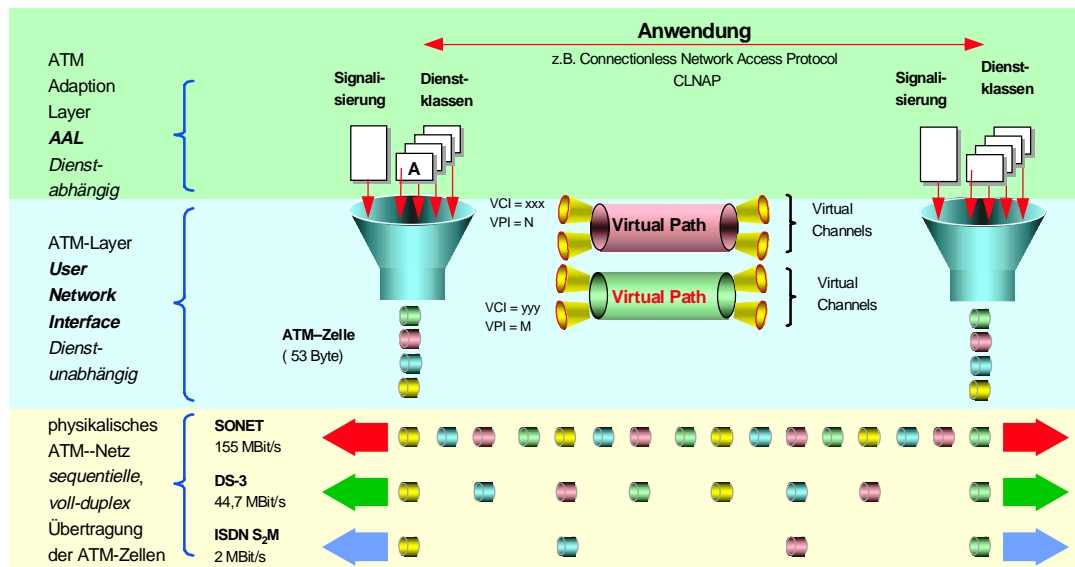 Anwendung
z.B. Connectionless Network Access Protocol
CLNAP
ATM
Adaption
Layer
AAL
Dienst-
abhängig
Signali-
sierung
Dienst-
klassen
A
Signali-
sierung
Dienst-
klassen
ATM-Layer
User
Network
Interface
Dienst-
unabhängig
VCI = xxx
VPI = N
Virtual Path
Virtual
Channels
Virtual Path
VCI = yyy
VPI = M
Virtual
Channels
ATM--Zelle
( 53 Byte)
physikalisches
ATM--Netz
sequentielle,
voll-duplex
Übertragung
der ATM-Zellen
SONET
155 MBit/s
DS-3
44,7 MBit/s
ISDN S₂M
2 MBit/s